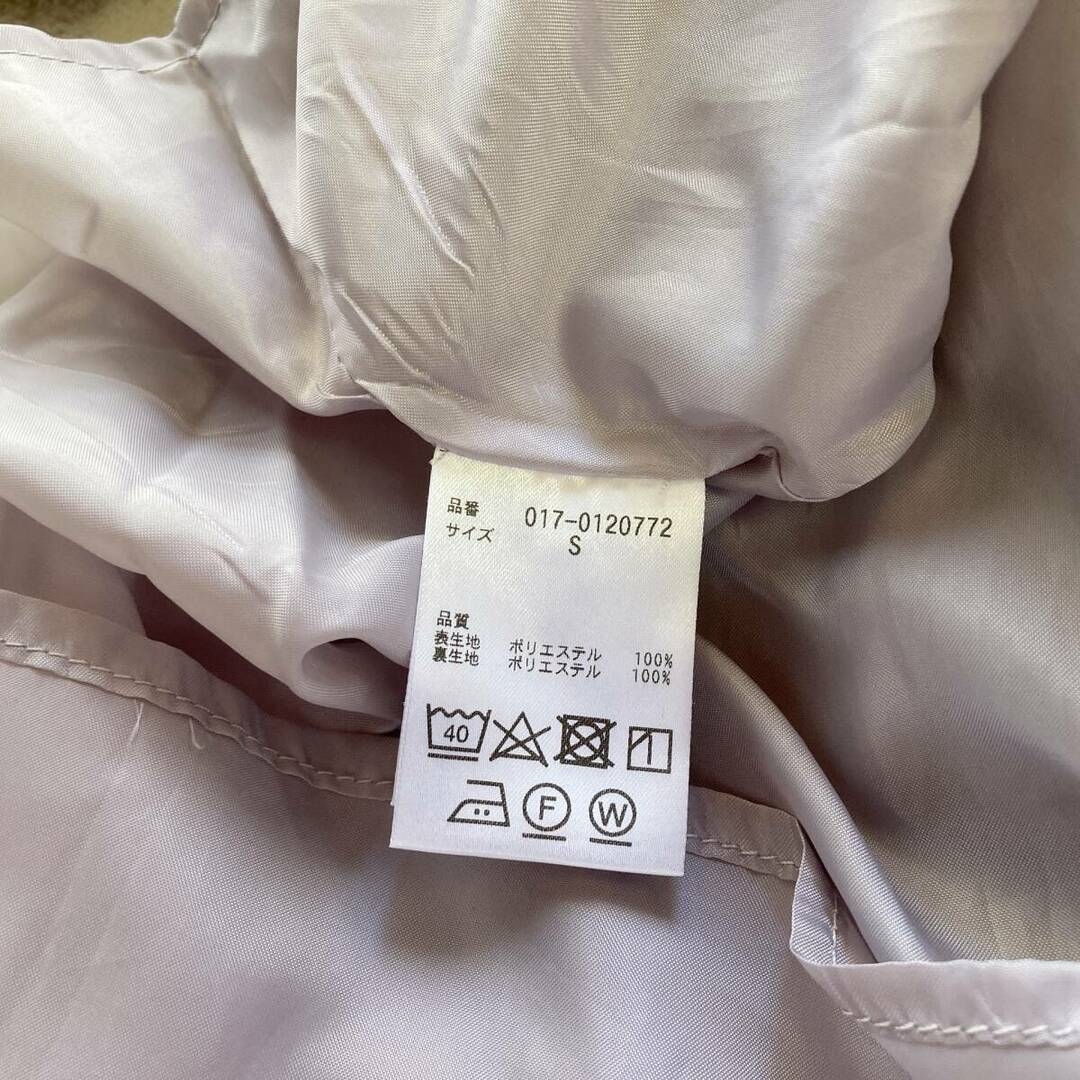 品番 017-0120772
サイズ S
品質
表生地 ポリエステル 100%
裏生地 ポリエステル 100%
40
F W